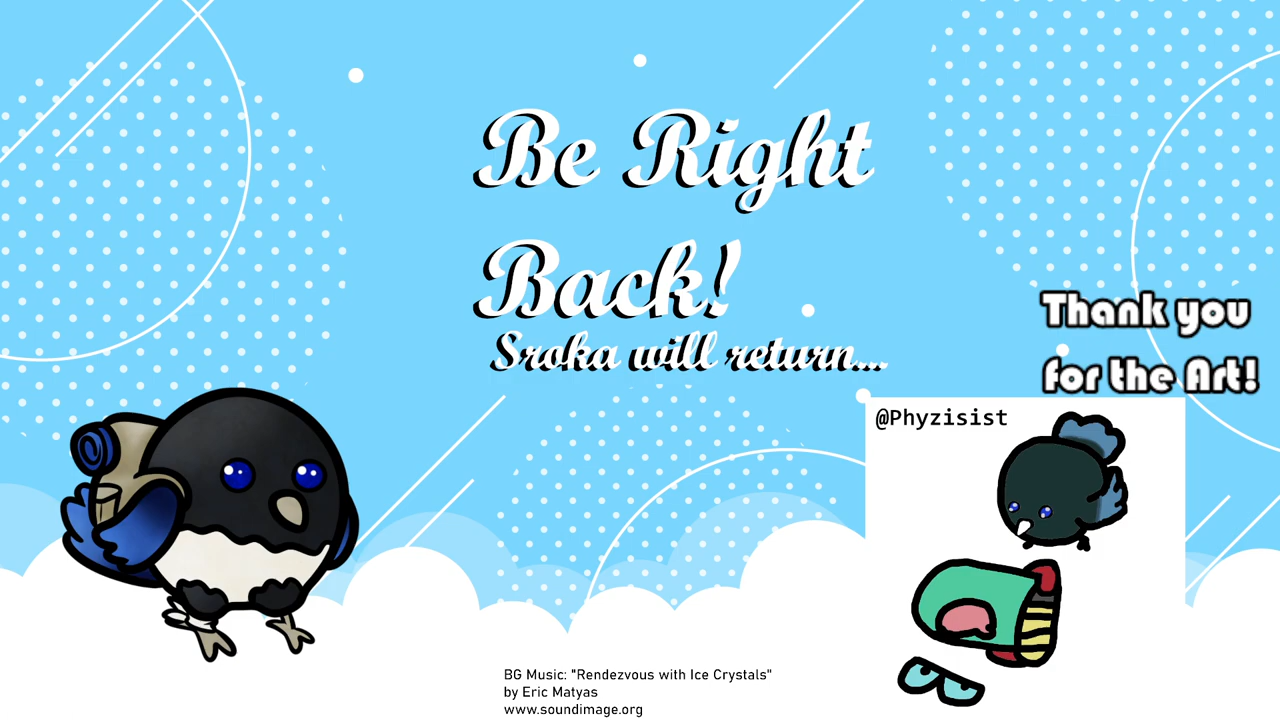 Be Right
Back!
Sroka will return...
Thank you
for the Art!
@Phyzisist
BG Music: "Rendezvous with Ice Crystals"
by Eric Matyas
www.soundimage.org